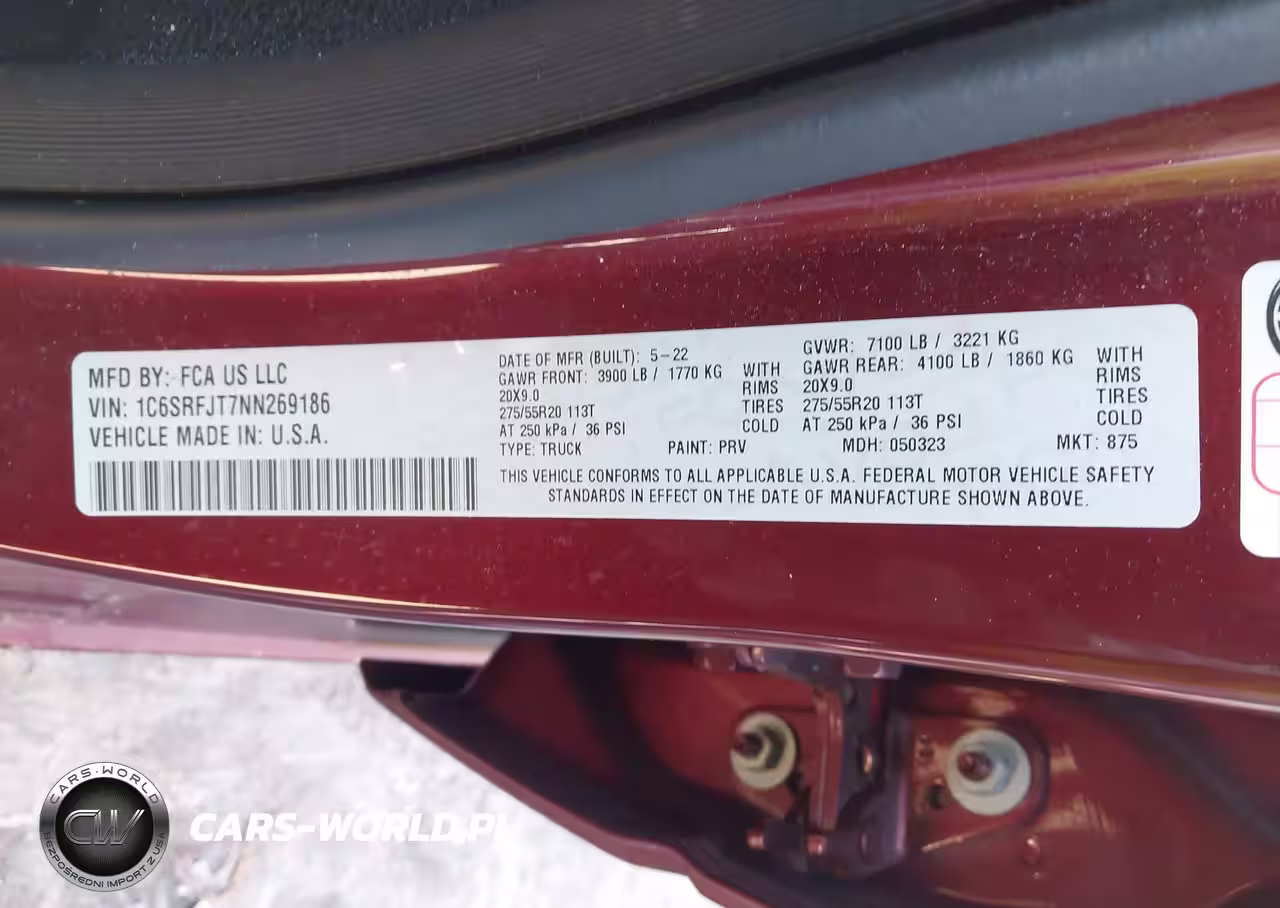 MFD BY: FCA US LLC
VIN: 1C6SRFJT7NN269186
VEHICLE MADE IN: U.S.A.
DATE OF MFR (BUILT): 5-22
GAWR FRONT: 3900 LB / 1770 KG WITH
20X9.0 RIMS
275/55R20 113T TIRES
AT 250 kPa / 36 PSI COLD
GVWR: 7100 LB / 3221 KG
GAWR REAR: 4100 LB / 1860 KG WITH
20X9.0 RIMS
275/55R20 113T TIRES
AT 250 kPa / 36 PSI COLD
TYPE: TRUCK PAINT: PRV MDH: 050323 MKT: 875
THIS VEHICLE CONFORMS TO ALL APPLICABLE U.S.A. FEDERAL MOTOR VEHICLE SAFETY
STANDARDS IN EFFECT ON THE DATE OF MANUFACTURE SHOWN ABOVE.
CARS-WORLD
CW
BEZPOŚREDNI IMPORT Z USA
CARS-WORLD.PL